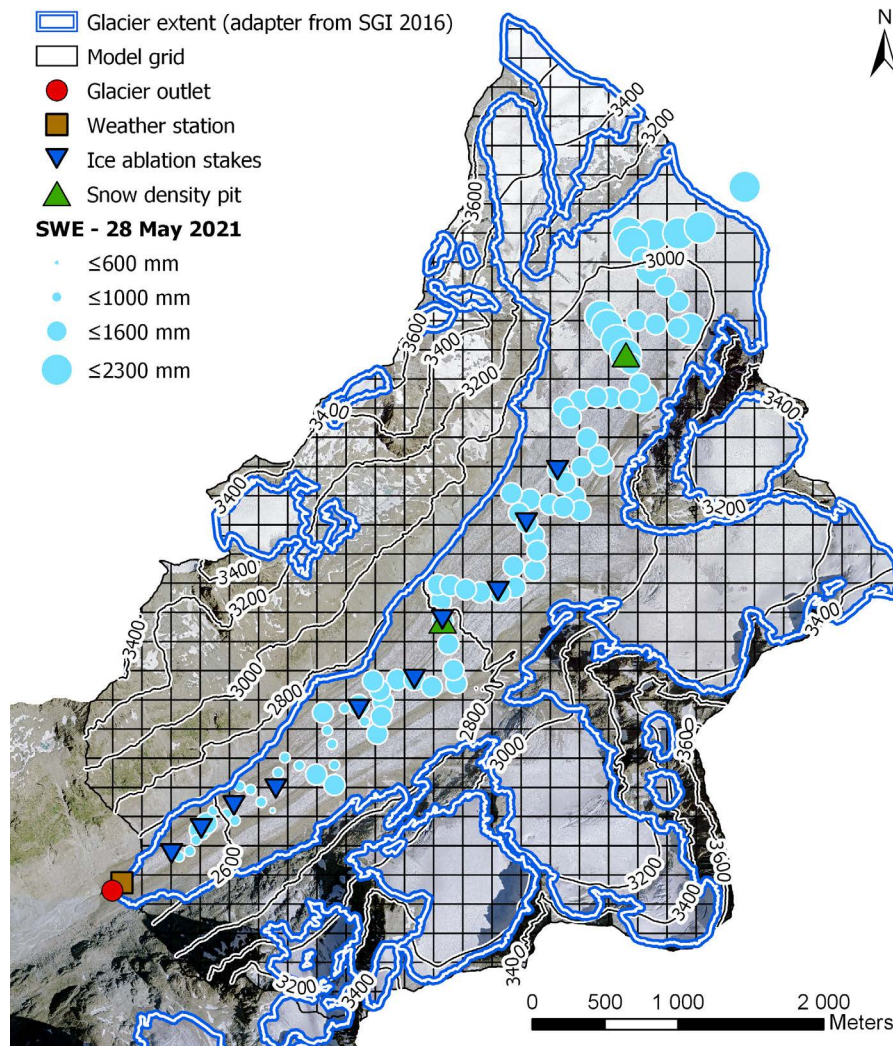 Glacier extent (adapter from SGI 2016)
Model grid
Glacier outlet
Weather station
Ice ablation stakes
Snow density pit
SWE - 28 May 2021
≤600 mm
≤1000 mm
≤1600 mm
≤2300 mm
N
3400
3200
3600
3000
3600
3400
3200
3400
3400
3400
3200
3400
3200
3400
3400
3000
2800
2800
3000
3600
2600
3200
3600
3400
3200
3400
3400
0 500 1 000 2 000
Meters